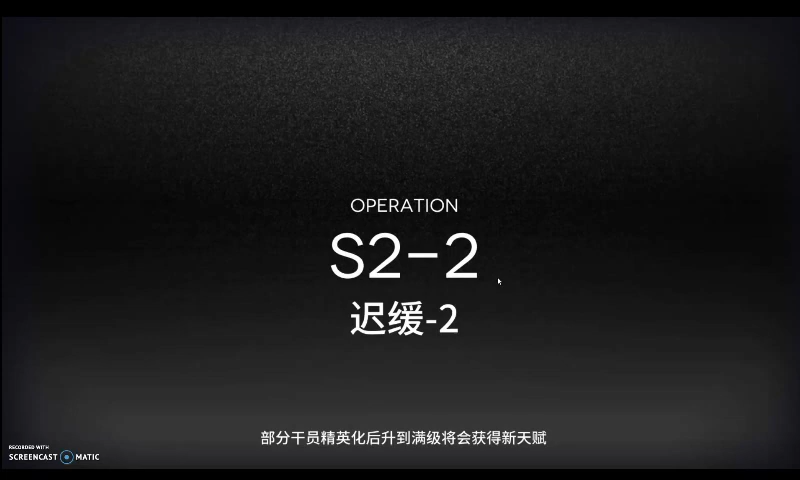 OPERATION
S2-2
迟缓-2
部分干员精英化后升到满级将会获得新天赋
RECORDED WITH
SCREENCAST MATIC